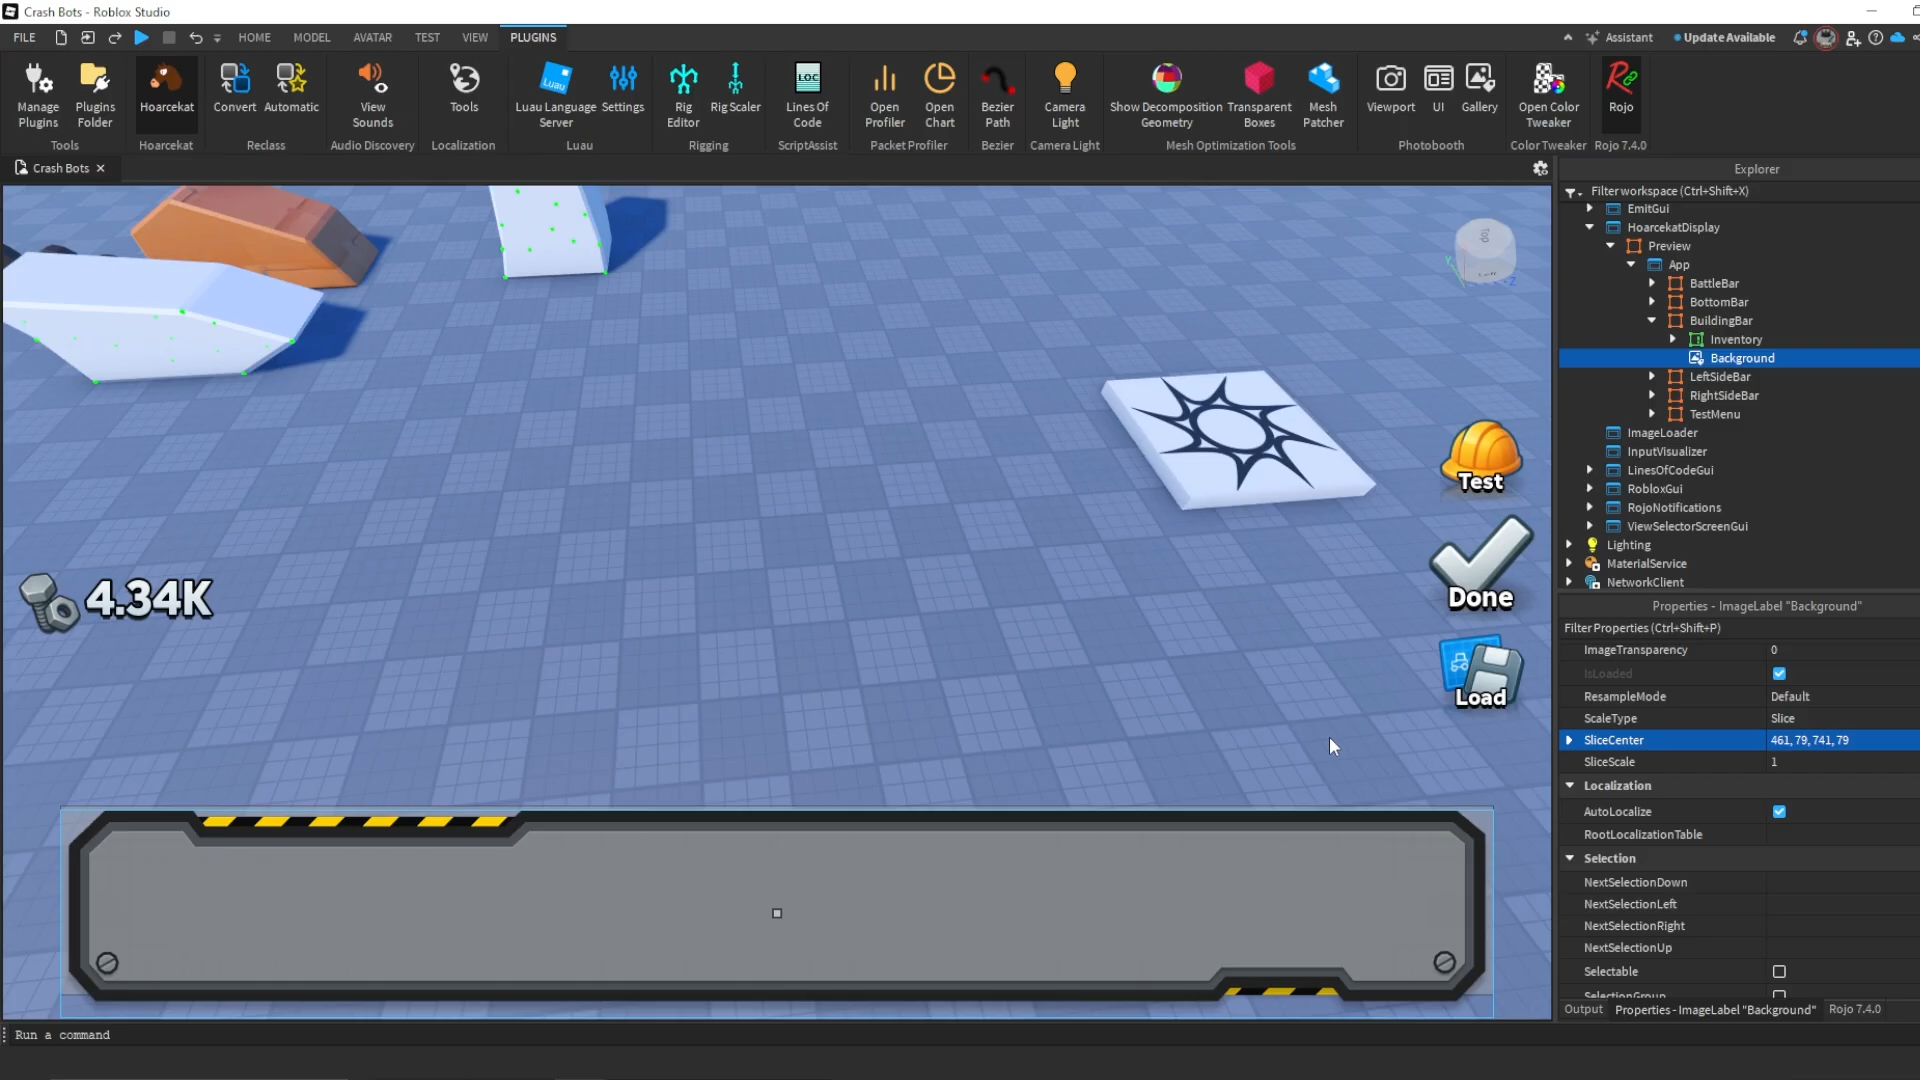 Crash Bots - Roblox Studio
FILE HOME MODEL AVATAR TEST VIEW PLUGINS Assistant Update Available
Manage Plugins
Plugins Folder
Tools
Hoarcekat
Hoarcekat
Convert
Automatic
Reclass
View Sounds
Audio Discovery
Tools
Localization
Luau
Luau Language Server
Settings
Luau
Rig Editor
Rig Scaler
Rigging
LOC
Lines Of Code
ScriptAssist
Open Profiler
Open Chart
Packet Profiler
Bezier Path
Bezier
Camera Light
Camera Light
Show Decomposition Geometry
Transparent Boxes
Mesh Patcher
Mesh Optimization Tools
Viewport
UI
Gallery
Photobooth
Open Color Tweaker
Color Tweaker
Rojo
Rojo 7.4.0
Crash Bots
Left
Y
Z
Test
Done
Load
4.34K
Explorer
Filter workspace (Ctrl+Shift+X)
EmitGui
HoarcekatDisplay
Preview
App
BattleBar
BottomBar
BuildingBar
Inventory
Background
LeftSideBar
RightSideBar
TestMenu
ImageLoader
InputVisualizer
LinesOfCodeGui
RobloxGui
RojoNotifications
ViewSelectorScreenGui
Lighting
MaterialService
NetworkClient
Properties - ImageLabel "Background"
Filter Properties (Ctrl+Shift+P)
ImageTransparency 0
IsLoaded
ResampleMode Default
ScaleType Slice
SliceCenter 461, 79, 741, 79
SliceScale 1
Localization
AutoLocalize
RootLocalizationTable
Selection
NextSelectionDown
NextSelectionLeft
NextSelectionRight
NextSelectionUp
Selectable
SelectionGroup
Output Properties - ImageLabel "Background" Rojo 7.4.0
Run a command